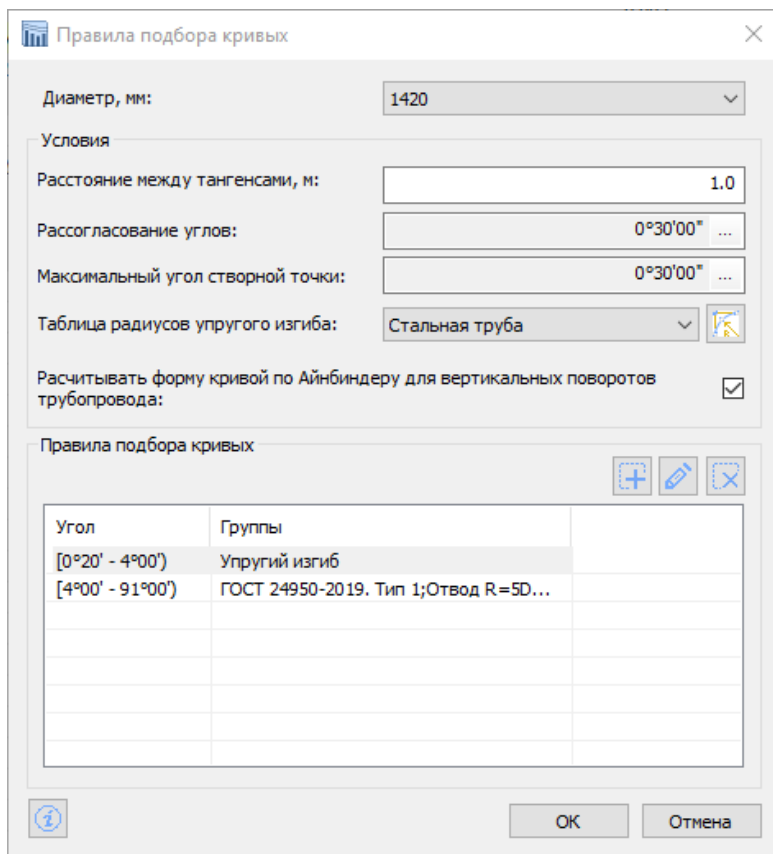 Правила подбора кривых
Диаметр, мм:
1420
Условия
Расстояние между тангенсами, м:
1.0
Рассогласование углов:
0°30'00" ...
Максимальный угол створной точки:
0°30'00" ...
Таблица радиусов упругого изгиба:
Стальная труба
Расчитывать форму кривой по Айнбиндеру для вертикальных поворотов
трубопровода:
Правила подбора кривых
Угол Группы
[0°20' - 4°00') Упругий изгиб
[4°00' - 91°00') ГОСТ 24950-2019. Тип 1;Отвод R=5D...
OK Отмена